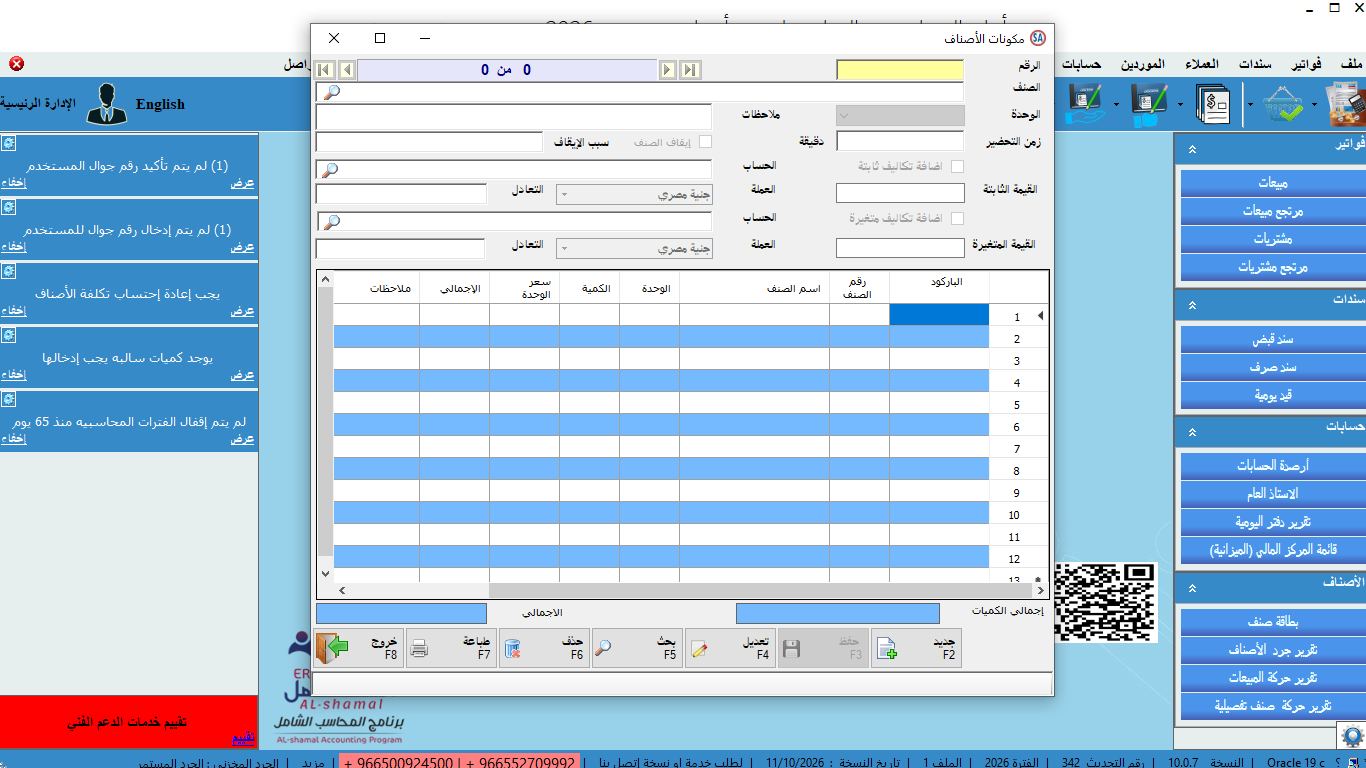 مكونات الأصناف
ملف
فواتير
سندات
العملاء
الموردين
حسابات
English
الإدارة الرئيسية
0 من 0
الرقم
الصنف
الوحدة
ملاحظات
زمن التحضير
دقيقة
إيقاف الصنف
سبب الإيقاف
اضافة تكاليف ثابتة
الحساب
القيمة الثابتة
العملة
جنية مصري
التعادل
اضافة تكاليف متغيرة
الحساب
القيمة المتغيرة
العملة
جنية مصري
التعادل
الباركود
رقم الصنف
اسم الصنف
الوحدة
الكمية
سعر الوحدة
الإجمالي
ملاحظات
1
2
3
4
5
6
7
8
9
10
11
12
13
إجمالي الكميات
الاجمالي
جديد F2
حفظ F3
تعديل F4
بحث F5
حذف F6
طباعة F7
خروج F8
فواتير
مبيعات
مرتجع مبيعات
مشتريات
مرتجع مشتريات
سندات
سند قبض
سند صرف
قيد يومية
حسابات
أرصدة الحسابات
الاستاذ العام
تقرير دفتر اليومية
قائمة المركز المالي (الميزانية)
الأصناف
بطاقة صنف
تقرير جرد الأصناف
تقرير حركة المبيعات
تقرير حركة صنف تفصيلية
(1) لم يتم تأكيد رقم جوال المستخدم
عرض
إخفاء
(1) لم يتم إدخال رقم جوال للمستخدم
عرض
إخفاء
يجب إعادة إحتساب تكلفة الأصناف
عرض
إخفاء
يوجد كميات سالبه يجب إدخالها
عرض
إخفاء
لم يتم إقفال الفترات المحاسبيه منذ 65 يوم
عرض
إخفاء
تقييم خدمات الدعم الفني
تقييم
AL-shamal
برنامج المحاسب الشامل
AL-shamal Accounting Program
Oracle 19 c | النسخة 10.0.7 | رقم التحديث 342 | الفترة 2026 | الملف 1 | تاريخ النسخة : 11/10/2026 | لطلب خدمة او نسخة إتصل بنا | + 966500924500 | + 966552709992 | مزيد | الجرد المخزني : الجرد المستمر